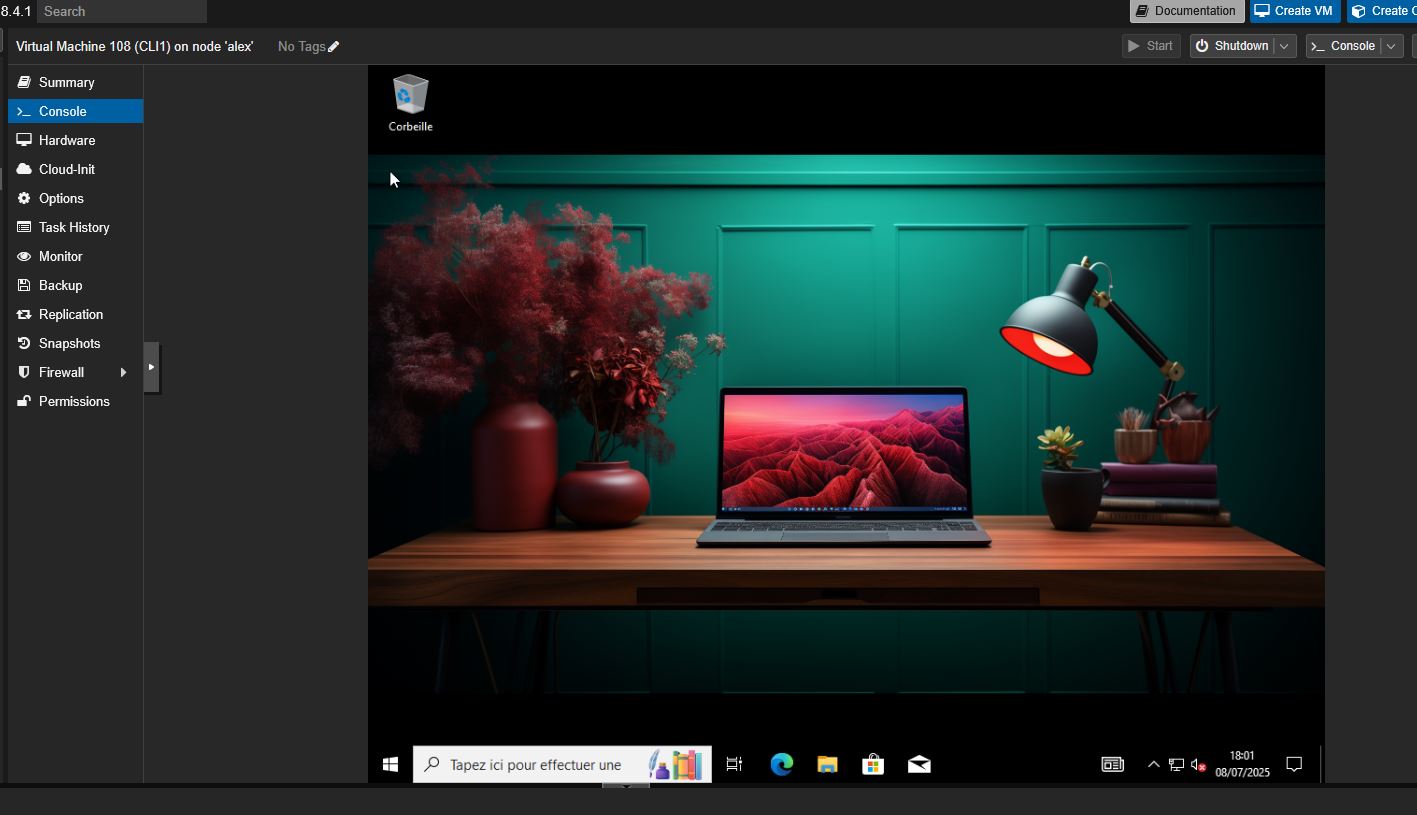 8.4.1 Search Documentation Create VM Create
Virtual Machine 108 (CLI1) on node 'alex' No Tags Start Shutdown Console
Summary
Console
Hardware
Cloud-Init
Options
Task History
Monitor
Backup
Replication
Snapshots
Firewall
Permissions
Corbeille
Tapez ici pour effectuer une
18:01
08/07/2025